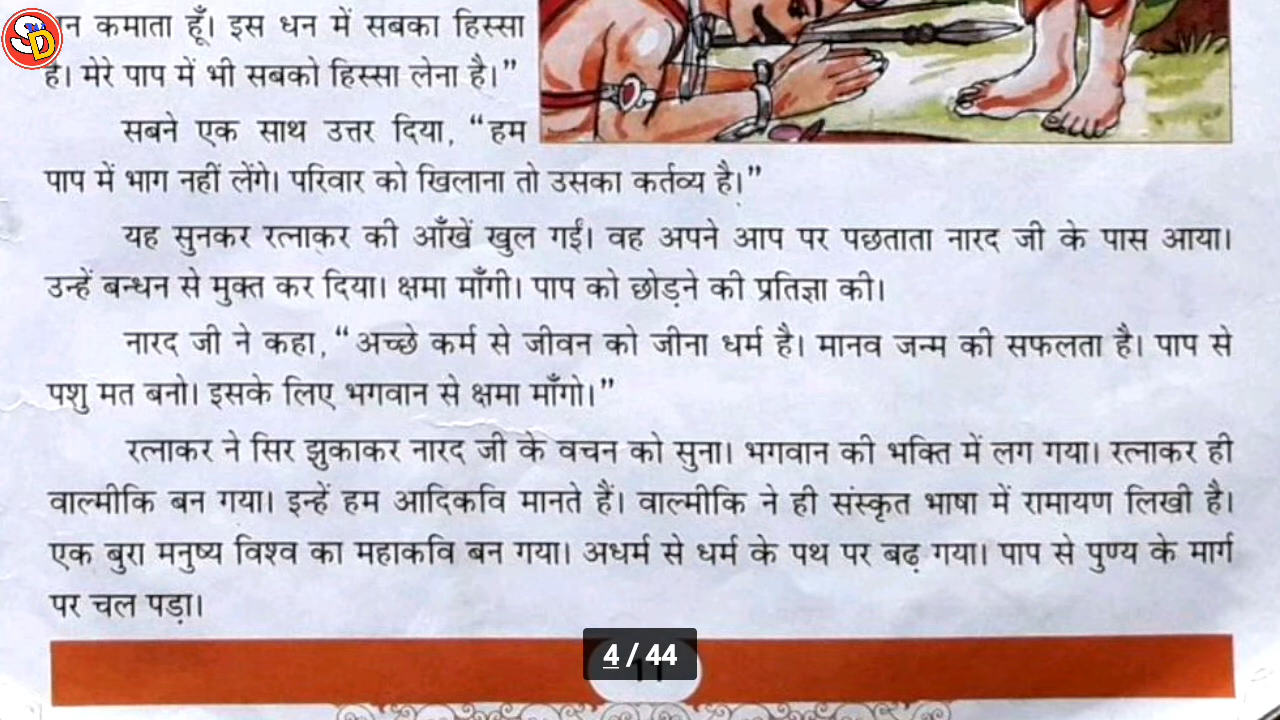 SD
कमाता हूँ। इस धन में सबका हिस्सा
है। मेरे पाप में भी सबको हिस्सा लेना है।”
सबने एक साथ उत्तर दिया, “हम
पाप में भाग नहीं लेंगे। परिवार को खिलाना तो उसका कर्तव्य है।”
यह सुनकर रत्नाकर की आँखें खुल गईं। वह अपने आप पर पछताता नारद जी के पास आया।
उन्हें बन्धन से मुक्त कर दिया। क्षमा माँगी। पाप को छोड़ने की प्रतिज्ञा की।
नारद जी ने कहा, “अच्छे कर्म से जीवन को जीना धर्म है। मानव जन्म की सफलता है। पाप से
पशु मत बनो। इसके लिए भगवान से क्षमा माँगो।”
रत्नाकर ने सिर झुकाकर नारद जी के वचन को सुना। भगवान की भक्ति में लग गया। रत्नाकर ही
वाल्मीकि बन गया। इन्हें हम आदिकवि मानते हैं। वाल्मीकि ने ही संस्कृत भाषा में रामायण लिखी है।
एक बुरा मनुष्य विश्व का महाकवि बन गया। अधर्म से धर्म के पथ पर बढ़ गया। पाप से पुण्य के मार्ग
पर चल पड़ा।
4 / 44